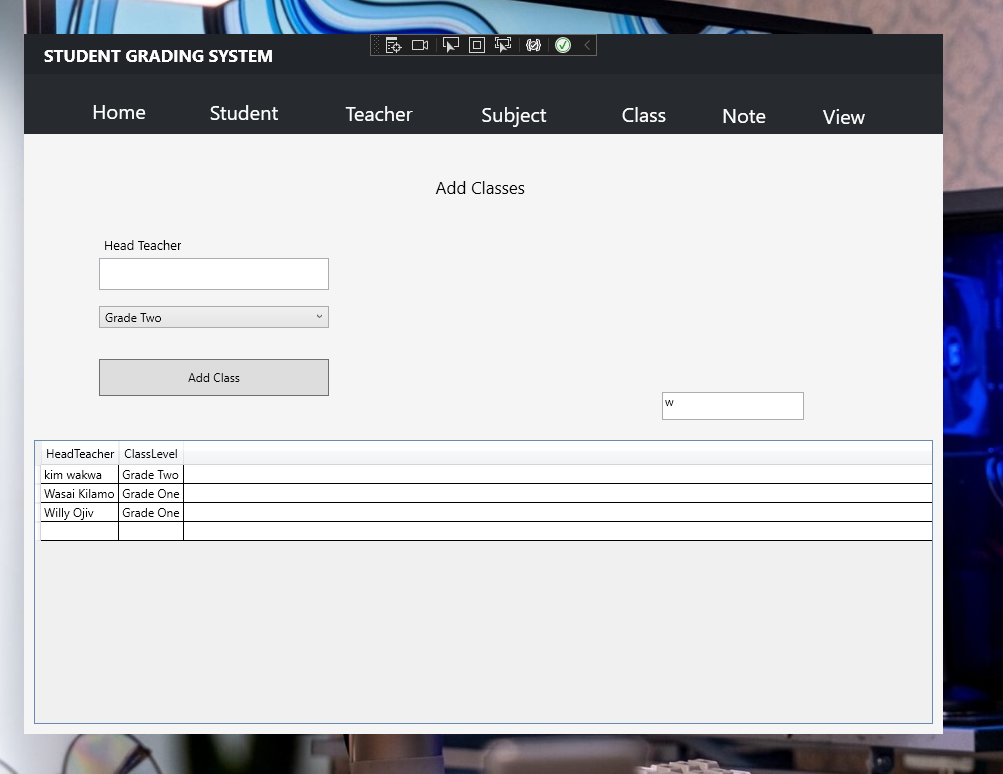 STUDENT GRADING SYSTEM
Home Student Teacher Subject Class Note View
Add Classes
Head Teacher
Grade Two
Add Class
w
HeadTeacher ClassLevel
kim wakwa Grade Two
Wasai Kilamo Grade One
Willy Ojiv Grade One